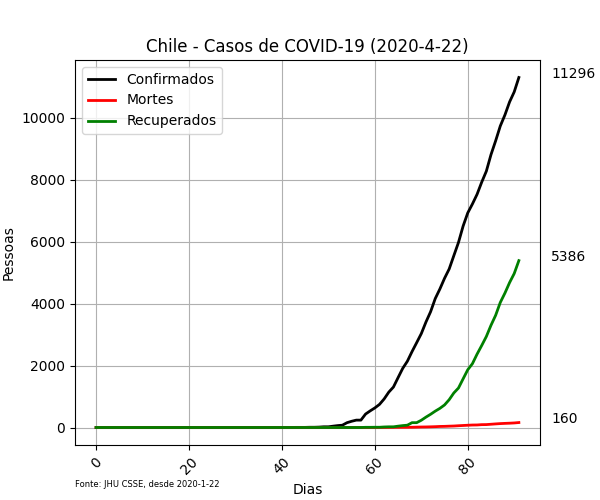 Chile - Casos de COVID-19 (2020-4-22)
Confirmados
Mortes
Recuperados
11296
5386
160
10000
8000
6000
4000
2000
0
Pessoas
0
20
40
60
80
Dias
Fonte: JHU CSSE, desde 2020-1-22